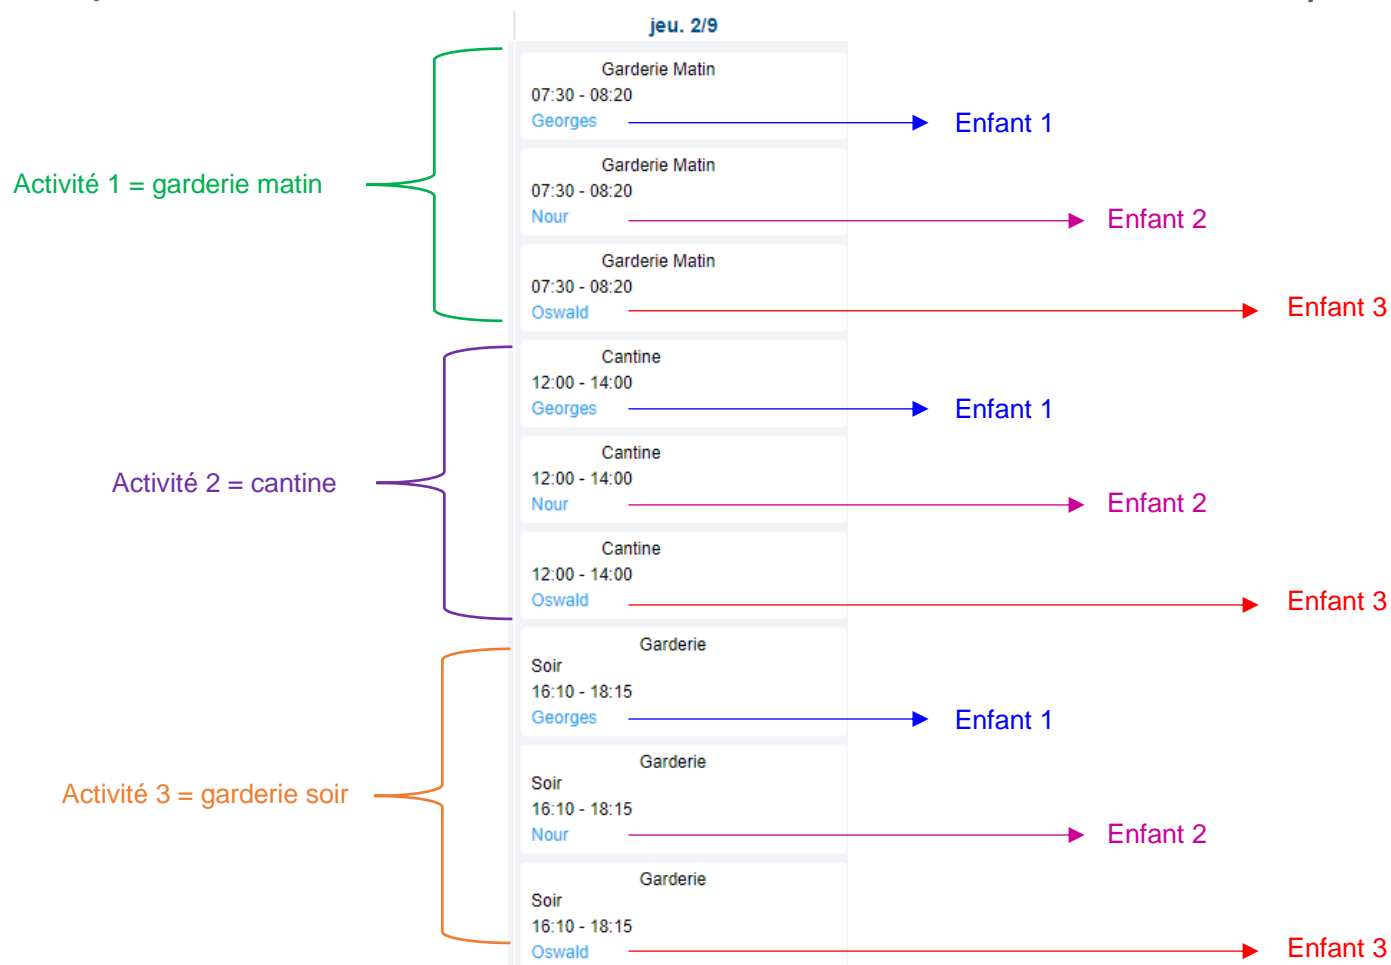 jeu. 2/9
Garderie Matin
07:30 - 08:20
Georges
Enfant 1
Activité 1 = garderie matin
Garderie Matin
07:30 - 08:20
Nour
Enfant 2
Garderie Matin
07:30 - 08:20
Oswald
Enfant 3
Cantine
12:00 - 14:00
Georges
Enfant 1
Activité 2 = cantine
Cantine
12:00 - 14:00
Nour
Enfant 2
Cantine
12:00 - 14:00
Oswald
Enfant 3
Garderie
Soir
16:10 - 18:15
Georges
Enfant 1
Activité 3 = garderie soir
Garderie
Soir
16:10 - 18:15
Nour
Enfant 2
Garderie
Soir
16:10 - 18:15
Oswald
Enfant 3